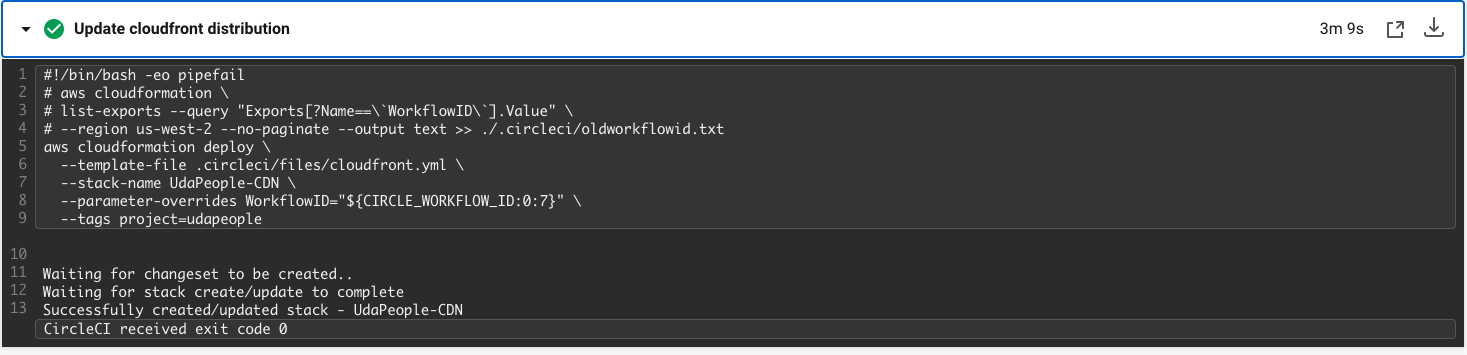 Update cloudfront distribution
3m 9s
1 #!/bin/bash -eo pipefail
2 # aws cloudformation \
3 # list-exports --query "Exports[?Name==\`WorkflowID\`].Value" \
4 # --region us-west-2 --no-paginate --output text >> ./.circleci/oldworkflowid.txt
5 aws cloudformation deploy \
6   --template-file .circleci/files/cloudfront.yml \
7   --stack-name UdaPeople-CDN \
8   --parameter-overrides WorkflowID="${CIRCLE_WORKFLOW_ID:0:7}" \
9   --tags project=udapeople
10
11 Waiting for changeset to be created..
12 Waiting for stack create/update to complete
13 Successfully created/updated stack - UdaPeople-CDN
CircleCI received exit code 0